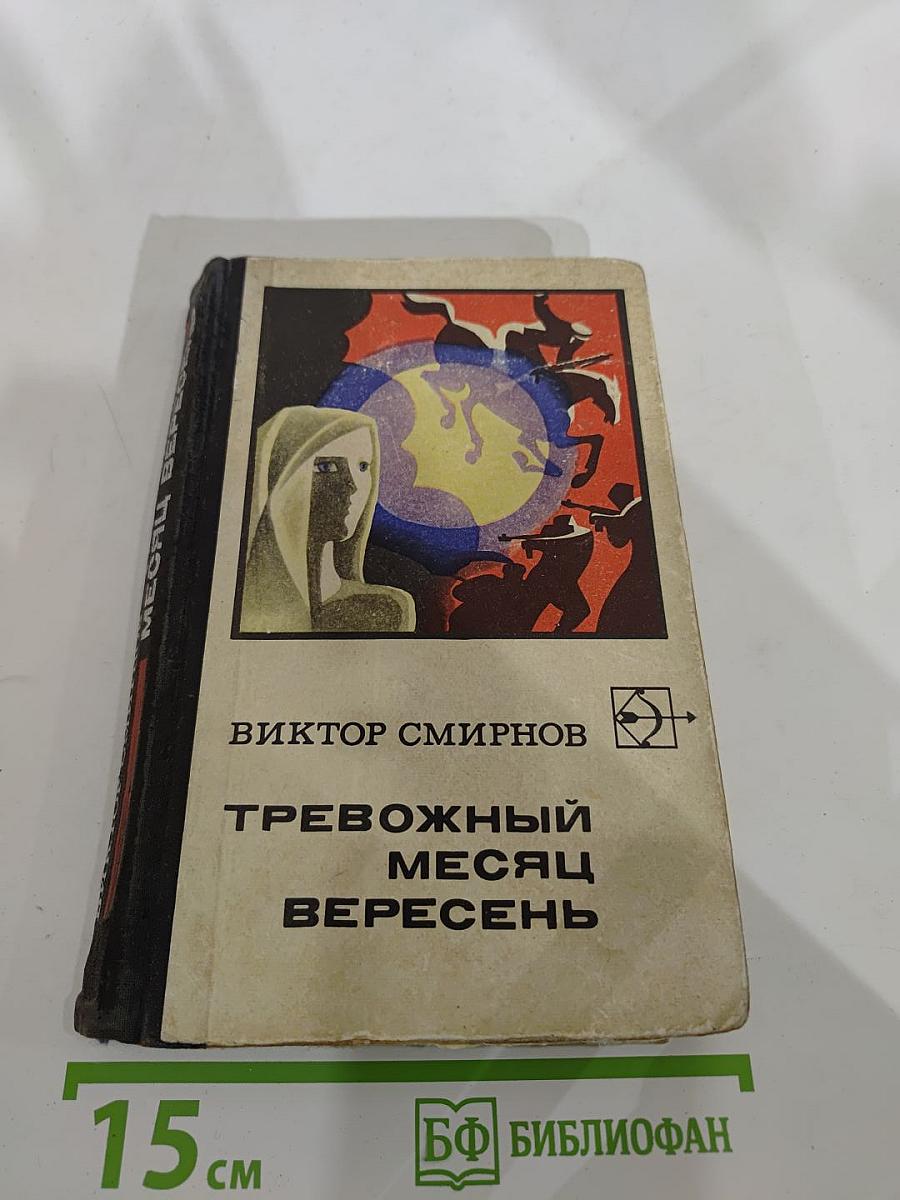 МЕСЯЦ ВЕРЕСЕНЬ
ВИКТОР СМИРНОВ
ТРЕВОЖНЫЙ
МЕСЯЦ
ВЕРЕСЕНЬ
15 см
БФ БИБЛИОФАН